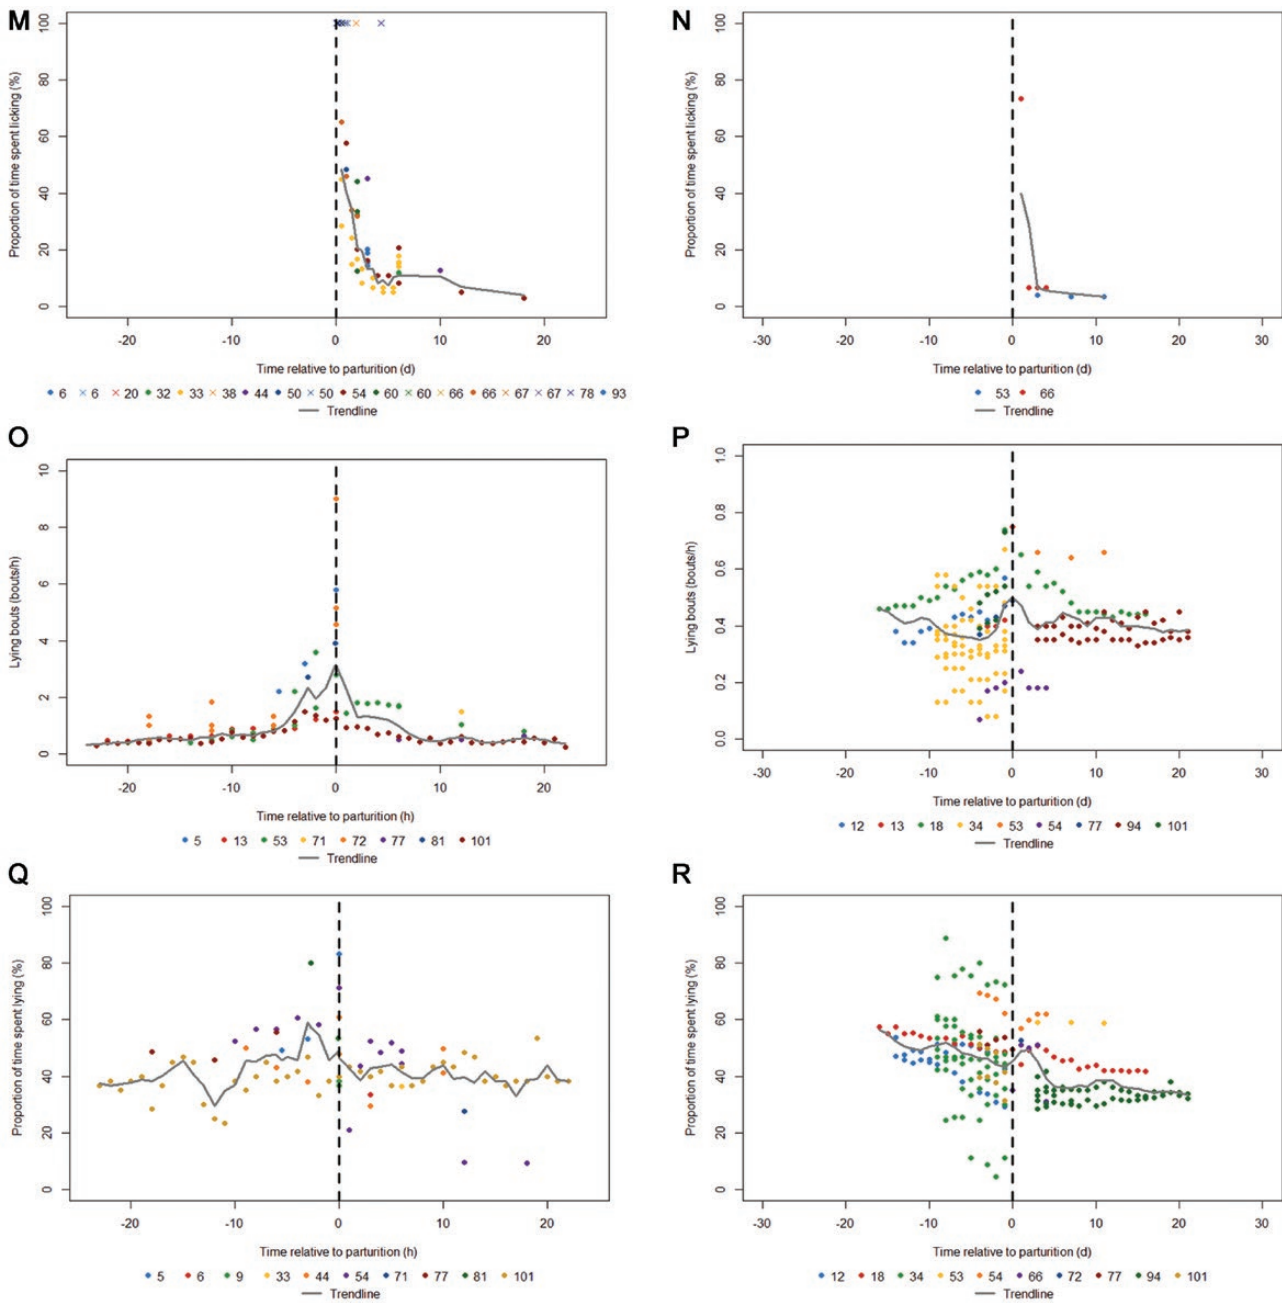 M
Proportion of time spent licking (%)
100
80
60
40
20
0
-20 -10 0 10 20
Time relative to parturition (d)
6 6 20 32 33 38 44 50 50 54 60 60 66 66 67 67 78 93
Trendline
N
Proportion of time spent licking (%)
100
80
60
40
20
0
-30 -20 -10 0 10 20 30
Time relative to parturition (d)
53 66
Trendline
O
Lying bouts (bouts/h)
10
8
6
4
2
0
-20 -10 0 10 20
Time relative to parturition (h)
5 13 53 71 72 77 81 101
Trendline
P
Lying bouts (bouts/h)
1.0
0.8
0.6
0.4
0.2
0.0
-30 -20 -10 0 10 20 30
Time relative to parturition (d)
12 13 18 34 53 54 77 94 101
Trendline
Q
Proportion of time spent lying (%)
100
80
60
40
20
0
-20 -10 0 10 20
Time relative to parturition (h)
5 6 9 33 44 54 71 77 81 101
Trendline
R
Proportion of time spent lying (%)
100
80
60
40
20
0
-30 -20 -10 0 10 20 30
Time relative to parturition (d)
12 18 34 53 54 66 72 77 94 101
Trendline